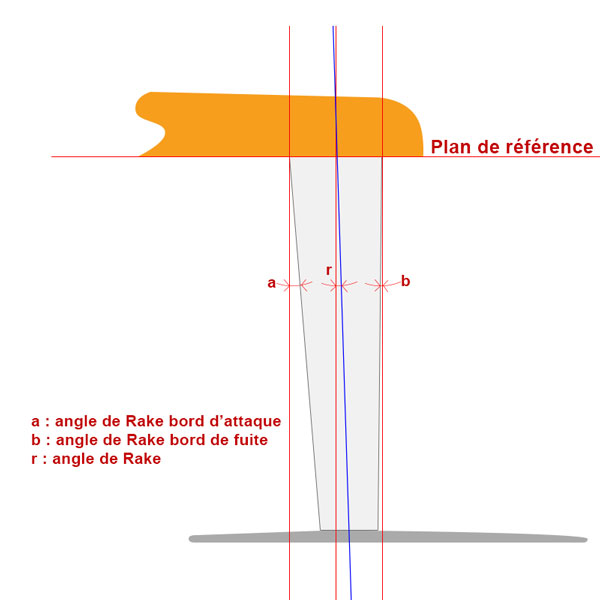 Plan de référence
a
r
b
a : angle de Rake bord d’attaque
b : angle de Rake bord de fuite
r : angle de Rake